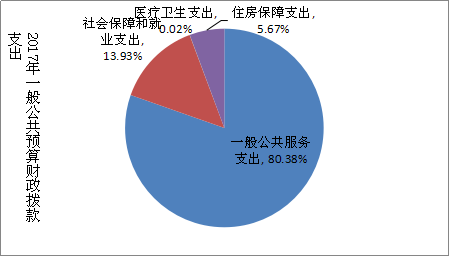 2017年一般公共预算财政拨款
支出
社会保障和就
业支出,
13.93%
医疗卫生支出,
0.02%
住房保障支出,
5.67%
一般公共服务
支出, 80.38%